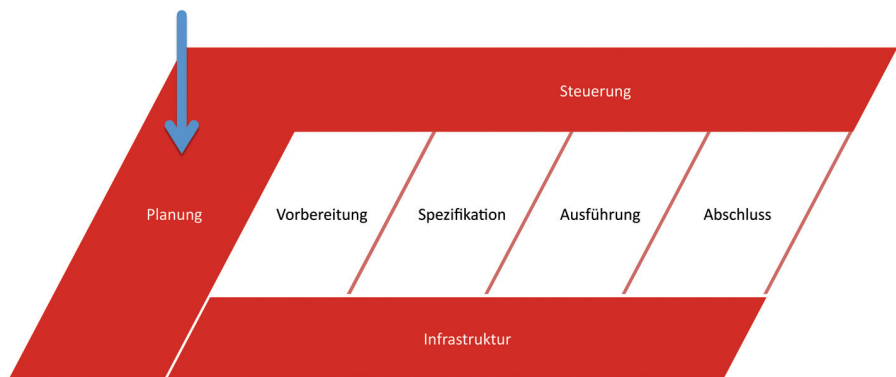 Steuerung
Planung
Vorbereitung
Spezifikation
Ausführung
Abschluss
Infrastruktur